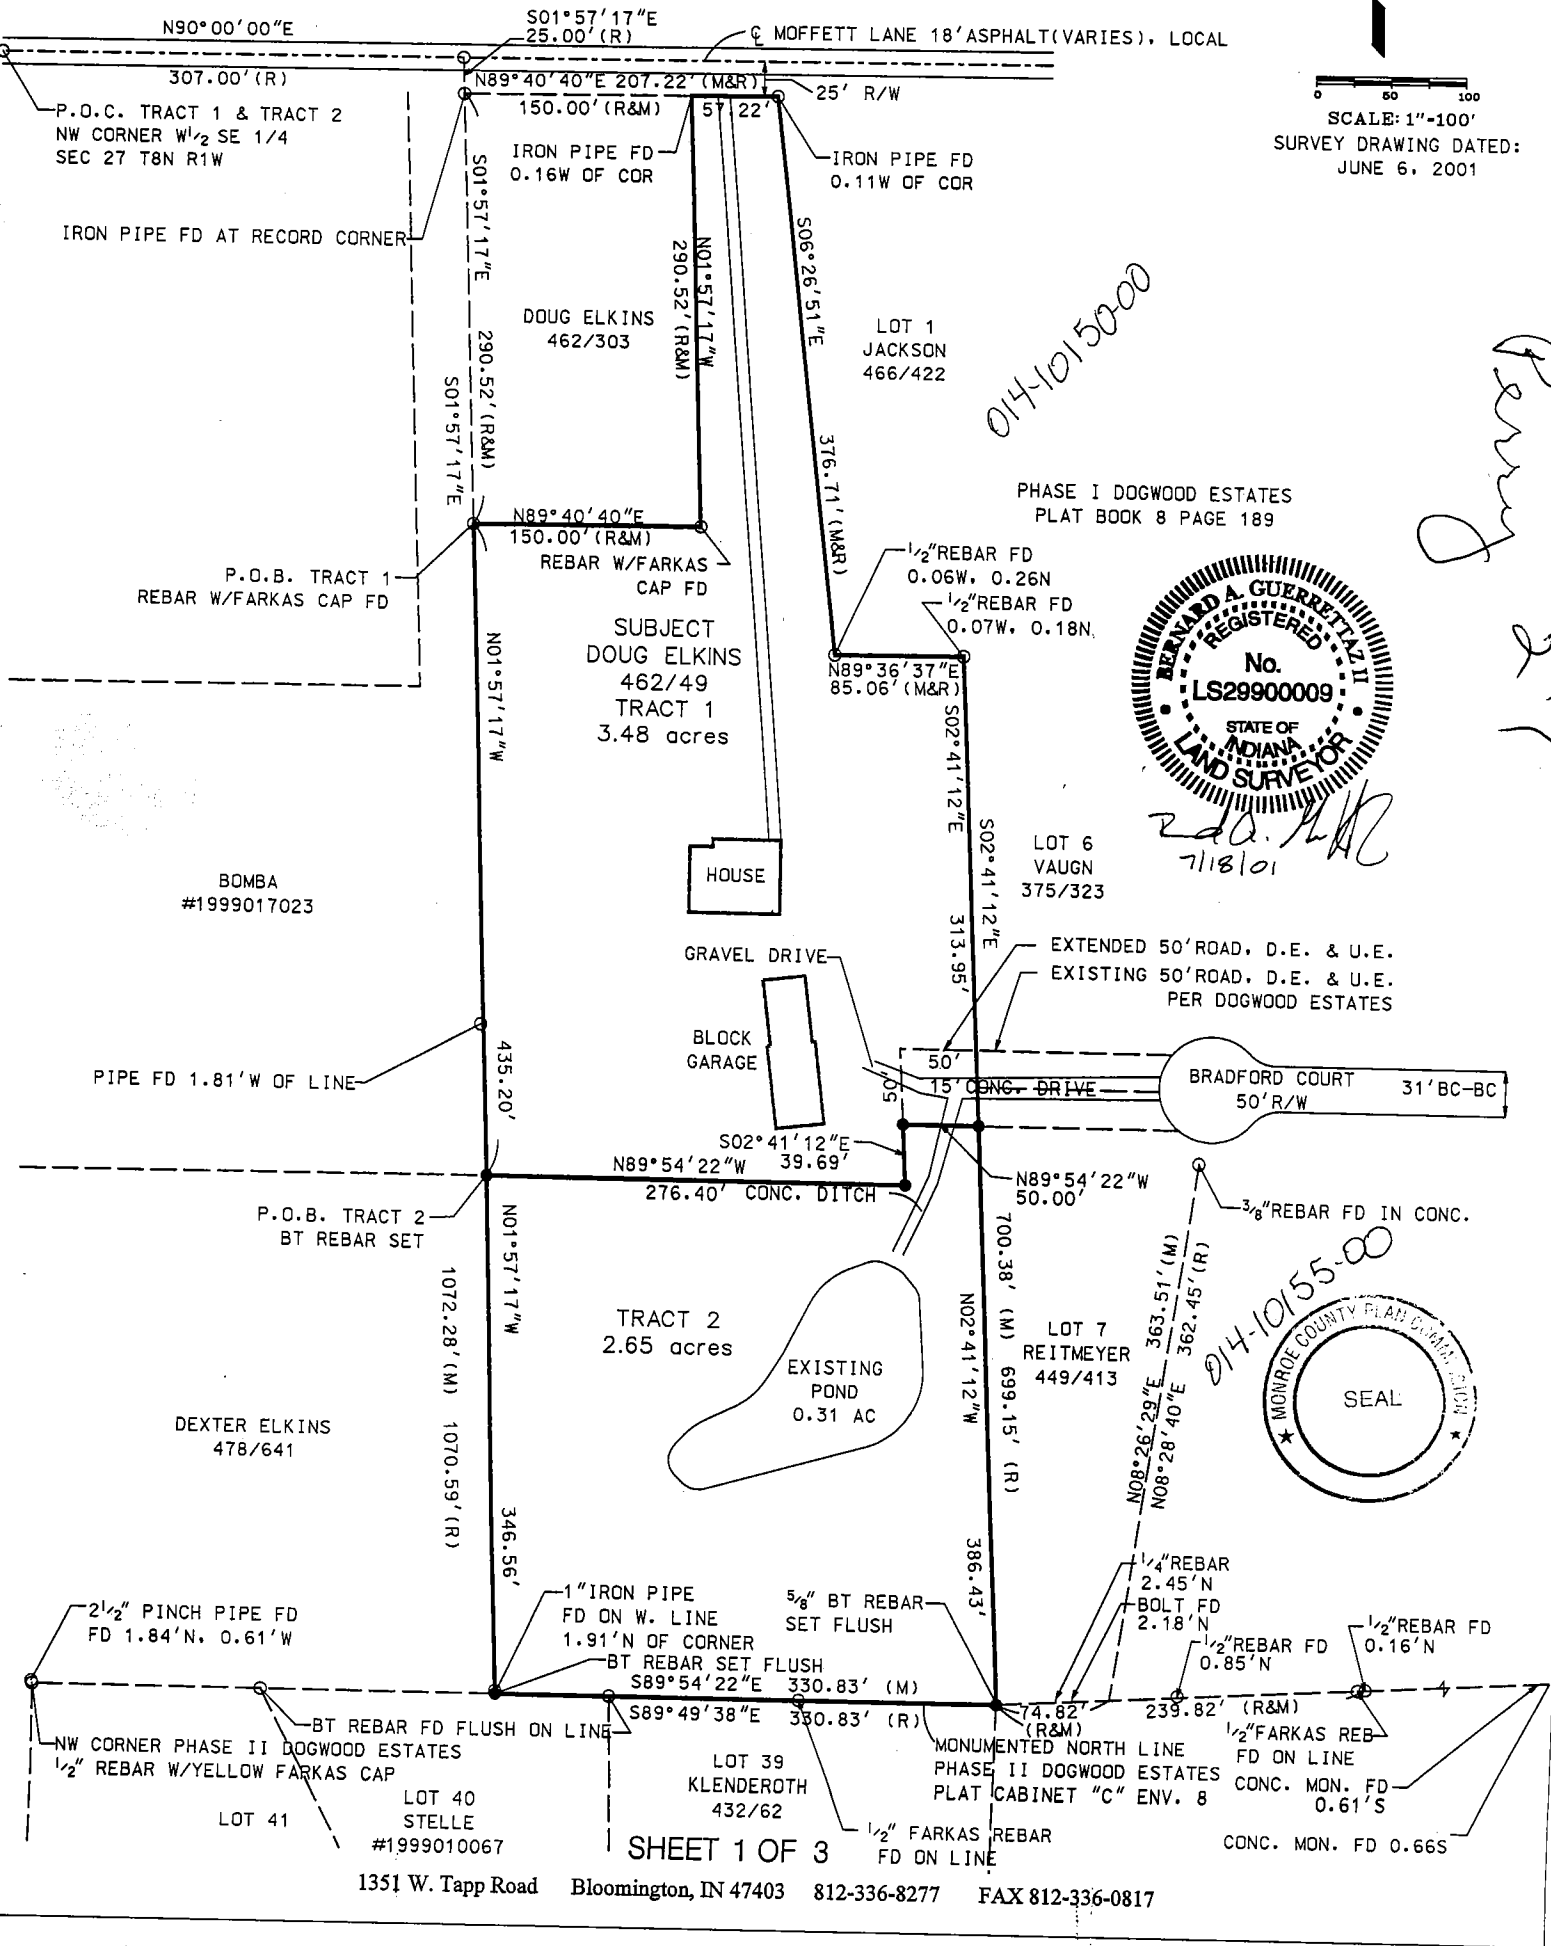 N90°00'00"E
S01°57'17"E
25.00'(R)
℄ MOFFETT LANE 18'ASPHALT(VARIES), LOCAL
307.00'(R)
N89°40'40"E 207.22' (M&R)
150.00'(R&M)
57.22'
25' R/W
P.O.C. TRACT 1 & TRACT 2
NW CORNER W1/2 SE 1/4
SEC 27 T8N R1W
0 50 100
SCALE: 1"-100'
SURVEY DRAWING DATED:
JUNE 6, 2001
IRON PIPE FD
0.16W OF COR
IRON PIPE FD
0.11W OF COR
IRON PIPE FD AT RECORD CORNER
S01°57'17"E
290.52'(R&M)
S01°57'17"E
N01°57'17"W
290.52'(R&M)
S06°26'51"E
376.71'(M&R)
DOUG ELKINS
462/303
LOT 1
JACKSON
466/422
014-10150-00
PHASE I DOGWOOD ESTATES
PLAT BOOK 8 PAGE 189
N89°40'40"E
150.00'(R&M)
REBAR W/FARKAS
CAP FD
P.O.B. TRACT 1
REBAR W/FARKAS CAP FD
1/2"REBAR FD
0.06W, 0.26N
1/2"REBAR FD
0.07W, 0.18N
SUBJECT
DOUG ELKINS
462/49
TRACT 1
3.48 acres
N89°36'37"E
85.06'(M&R)
BERNARD A. GUERRETTAZ II
REGISTERED
No.
LS29900009
STATE OF
INDIANA
LAND SURVEYOR
7/18/01
N01°57'17"W
435.20'
S02°41'12"E
S02°41'12"E
313.95'
LOT 6
VAUGN
375/323
HOUSE
BOMBA
#1999017023
GRAVEL DRIVE
EXTENDED 50'ROAD, D.E. & U.E.
EXISTING 50'ROAD, D.E. & U.E.
PER DOGWOOD ESTATES
BLOCK
GARAGE
50'
50'
15' CONC. DRIVE
BRADFORD COURT
50'R/W
31'BC-BC
PIPE FD 1.81'W OF LINE
S02°41'12"E
39.69'
N89°54'22"W
276.40' CONC. DITCH
N89°54'22"W
50.00'
3/8"REBAR FD IN CONC.
P.O.B. TRACT 2
BT REBAR SET
N01°57'17"W
1072.28'(M) 1070.59'(R)
346.56'
700.38' (M) 699.15' (R)
N02°41'12"W
386.43'
TRACT 2
2.65 acres
EXISTING
POND
0.31 AC
LOT 7
REITMEYER
449/413
N08°26'29"E 363.51'(M)
N08°28'40"E 362.45'(R)
014-10155-00
MONROE COUNTY PLAN COMMISSION
SEAL
DEXTER ELKINS
478/641
2 1/2" PINCH PIPE FD
FD 1.84'N, 0.61'W
1"IRON PIPE
FD ON W. LINE
1.91'N OF CORNER
BT REBAR SET FLUSH
5/8" BT REBAR
SET FLUSH
1/4"REBAR
2.45'N
BOLT FD
2.18'N
1/2"REBAR FD
0.85'N
1/2"REBAR FD
0.16'N
S89°54'22"E 330.83' (M)
S89°49'38"E 330.83' (R)
74.82'
(R&M)
239.82' (R&M)
BT REBAR FD FLUSH ON LINE
NW CORNER PHASE II DOGWOOD ESTATES
1/2" REBAR W/YELLOW FARKAS CAP
MONUMENTED NORTH LINE
PHASE II DOGWOOD ESTATES
PLAT CABINET "C" ENV. 8
1/2"FARKAS REB
FD ON LINE
CONC. MON. FD
0.61'S
CONC. MON. FD 0.66S
LOT 41
LOT 40
STELLE
#1999010067
LOT 39
KLENDEROTH
432/62
1/2" FARKAS REBAR
FD ON LINE
SHEET 1 OF 3
1351 W. Tapp Road Bloomington, IN 47403 812-336-8277 FAX 812-336-0817